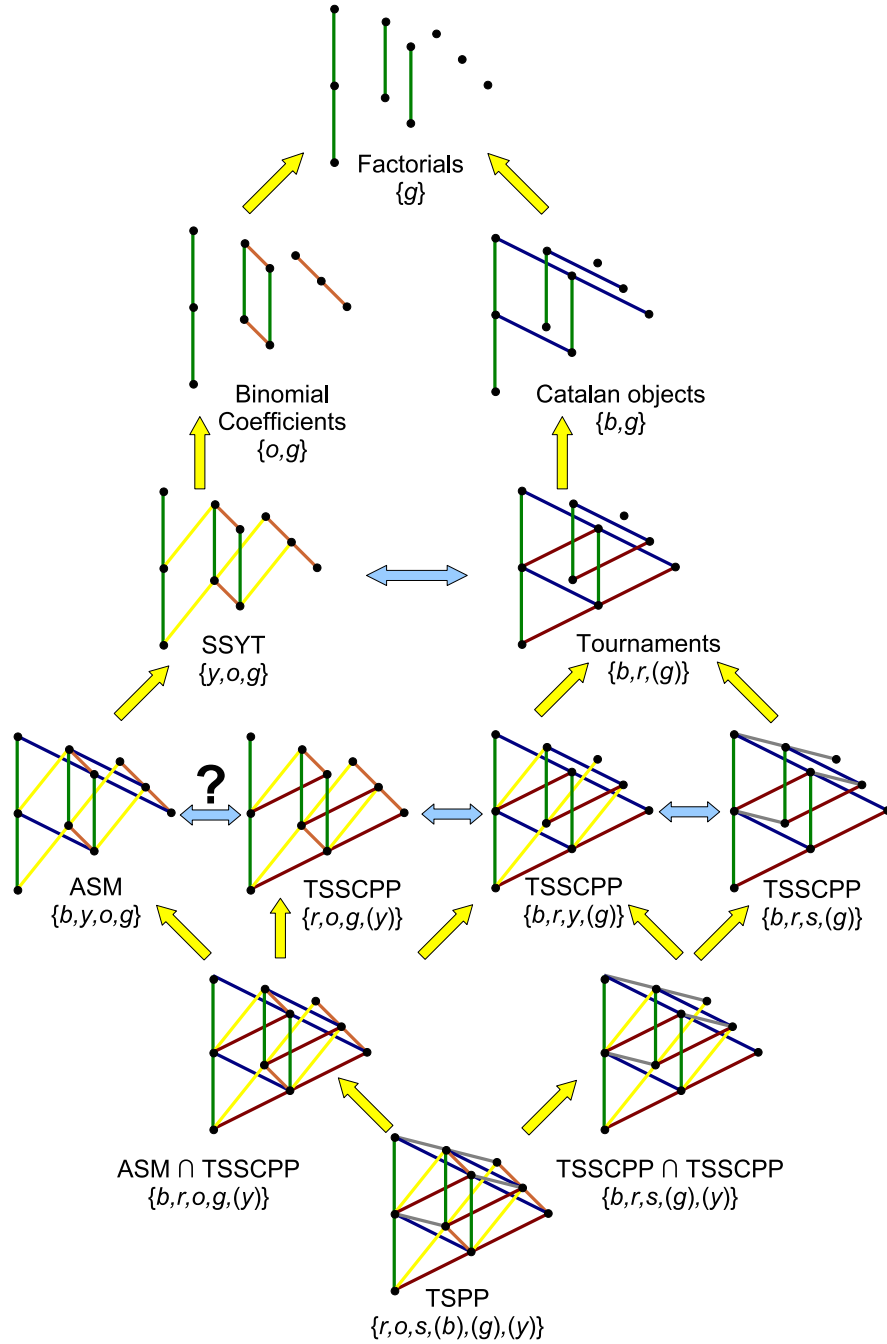 Factorials
{g}
Binomial
Coefficients
{o,g}
Catalan objects
{b,g}
SSYT
{y,o,g}
Tournaments
{b,r,(g)}
?
ASM
{b,y,o,g}
TSSCPP
{r,o,g,(y)}
TSSCPP
{b,r,y,(g)}
TSSCPP
{b,r,s,(g)}
ASM ∩ TSSCPP
{b,r,o,g,(y)}
TSSCPP ∩ TSSCPP
{b,r,s,(g),(y)}
TSPP
{r,o,s,(b),(g),(y)}